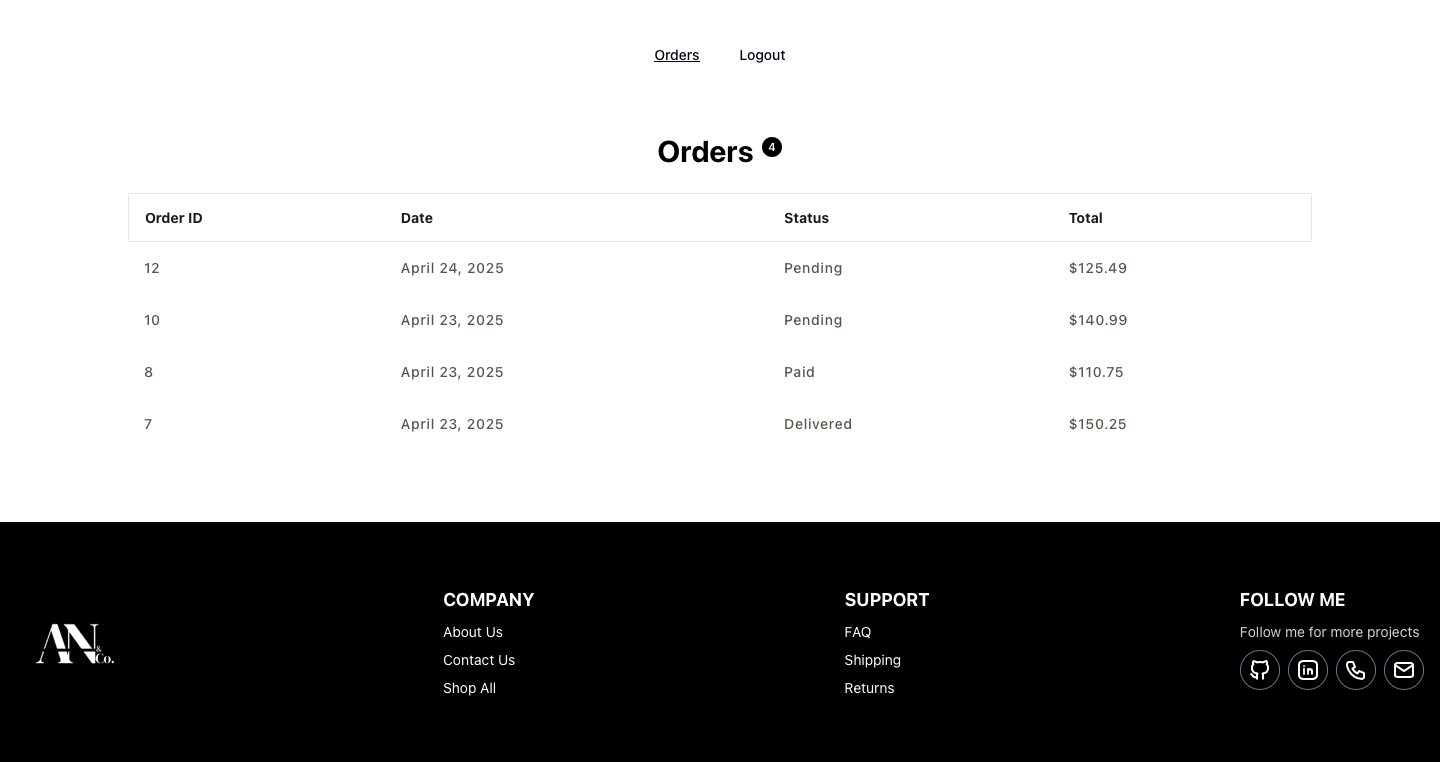 Orders Logout
Orders 4
Order ID Date Status Total
12 April 24, 2025 Pending $125.49
10 April 23, 2025 Pending $140.99
8 April 23, 2025 Paid $110.75
7 April 23, 2025 Delivered $150.25
AN & Co.
COMPANY
About Us
Contact Us
Shop All
SUPPORT
FAQ
Shipping
Returns
FOLLOW ME
Follow me for more projects
in